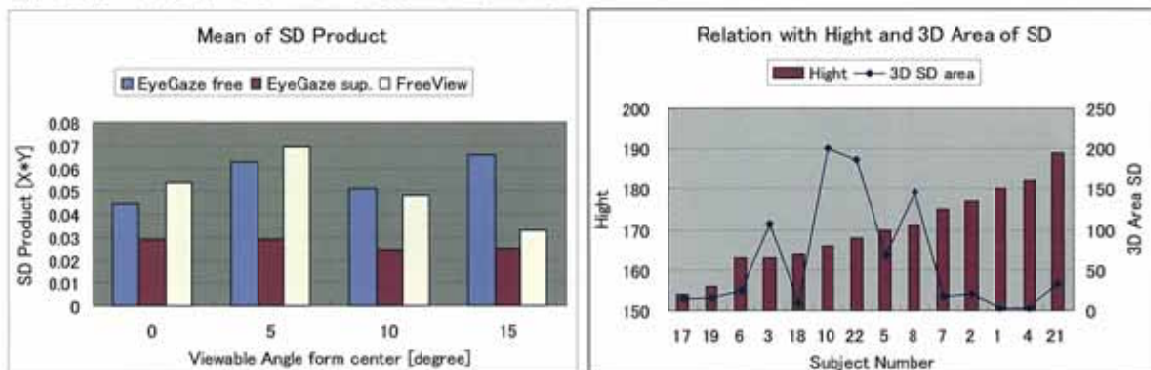 Mean of SD Product
EyeGaze free EyeGaze sup. FreeView
0.08
0.07
0.06
0.05
0.04
0.03
0.02
0.01
0
SD Product [X*Y]
0 5 10 15
Viewable Angle form center [degree]
Relation with Hight and 3D Area of SD
Hight 3D SD area
200
190
180
170
160
150
Hight
250
200
150
100
50
0
3D Area SD
17 19 6 3 18 10 22 5 8 7 2 1 4 21
Subject Number